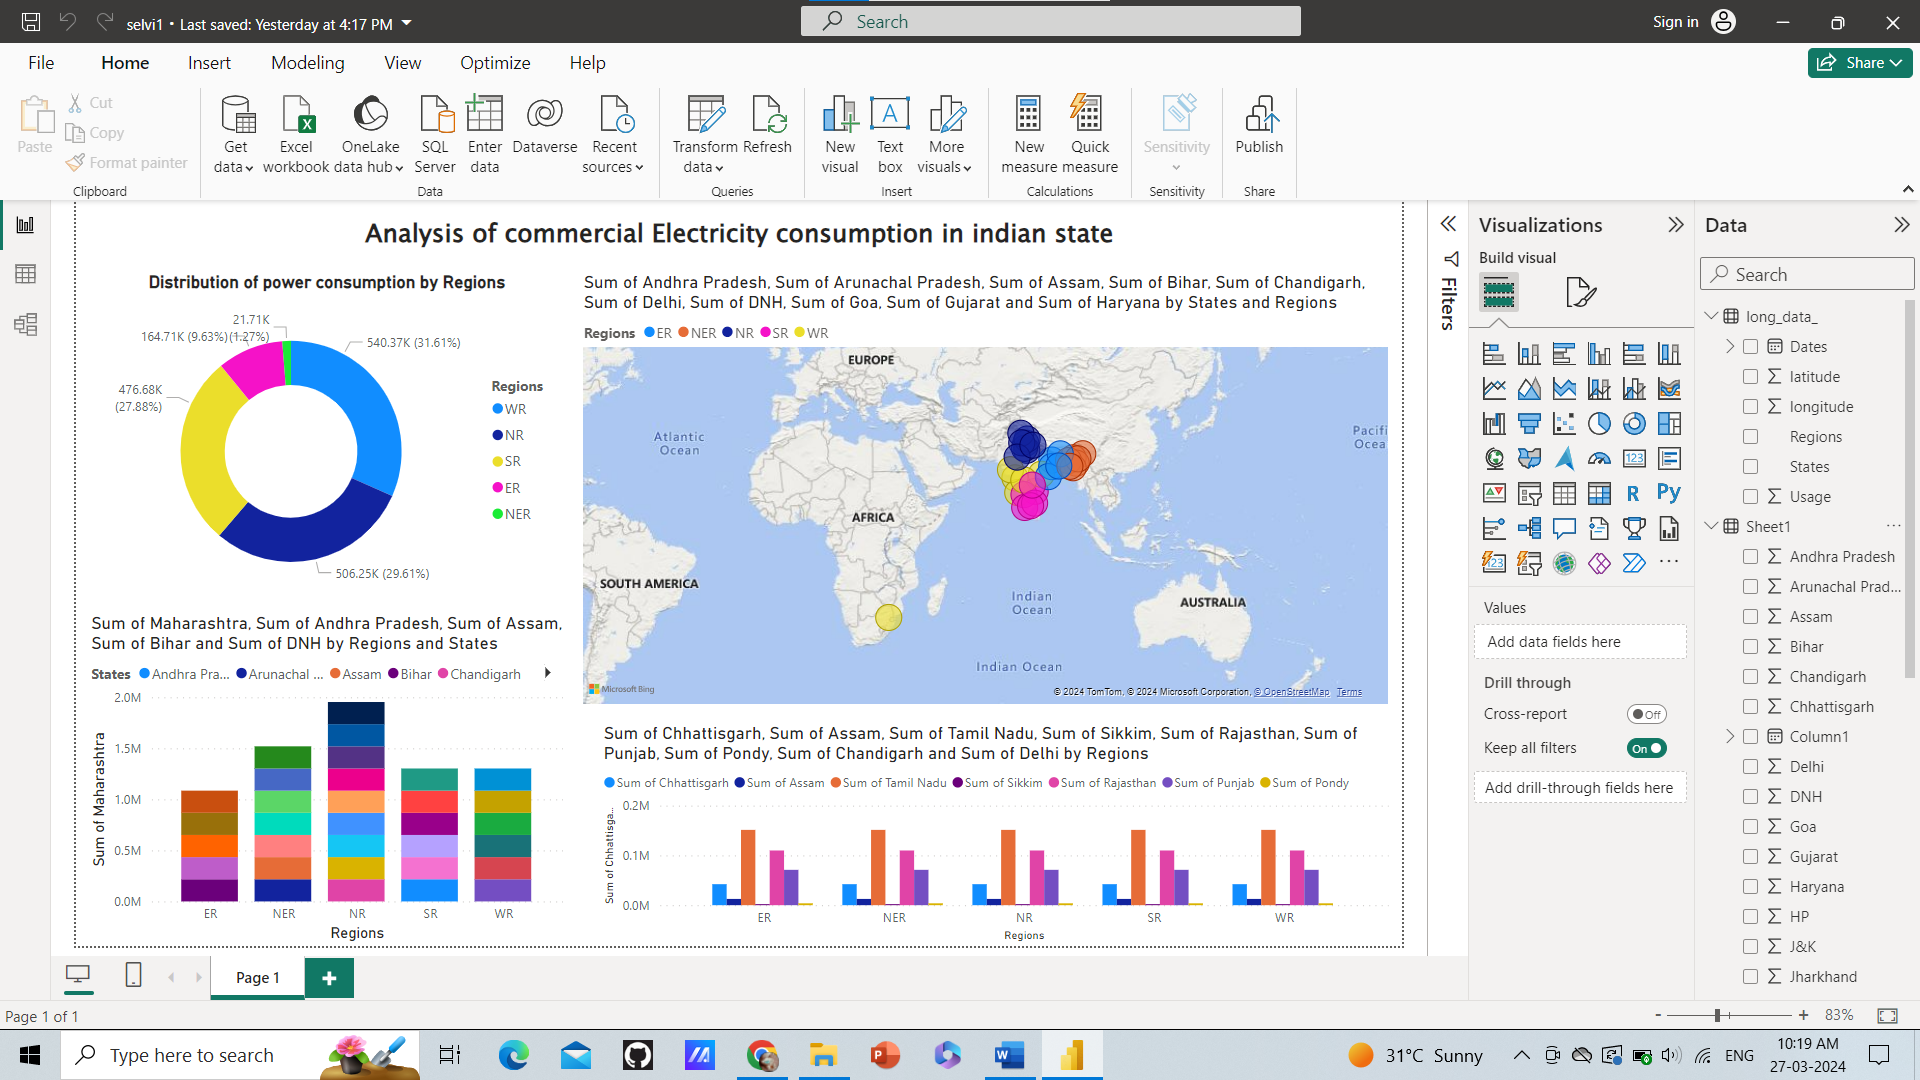 selvi1 • Last saved: Yesterday at 4:17 PM
Search
Sign in
File
Home
Insert
Modeling
View
Optimize
Help
Share
Paste
Cut
Copy
Format painter
Clipboard
Get data
Excel workbook
OneLake data hub
SQL Server
Enter data
Dataverse
Recent sources
Data
Transform data
Refresh
Queries
New visual
Text box
More visuals
Insert
New measure
Quick measure
Calculations
Sensitivity
Sensitivity
Publish
Share
Analysis of commercial Electricity consumption in indian state
Distribution of power consumption by Regions
21.71K
164.71K (9.63%)
(1.27%)
540.37K (31.61%)
476.68K
(27.88%)
506.25K (29.61%)
Regions
WR
NR
SR
ER
NER
Sum of Andhra Pradesh, Sum of Arunachal Pradesh, Sum of Assam, Sum of Bihar, Sum of Chandigarh,
Sum of Delhi, Sum of DNH, Sum of Goa, Sum of Gujarat and Sum of Haryana by States and Regions
Regions ER NER NR SR WR
EUROPE
Atlantic
Ocean
Pacifi
Ocea
AFRICA
SOUTH AMERICA
Indian
Ocean
AUSTRALIA
Indian Ocean
Microsoft Bing
© 2024 TomTom, © 2024 Microsoft Corporation, © OpenStreetMap Terms
Sum of Maharashtra, Sum of Andhra Pradesh, Sum of Assam,
Sum of Bihar and Sum of DNH by Regions and States
States Andhra Pra... Arunachal ... Assam Bihar Chandigarh
Sum of Maharashtra
2.0M
1.5M
1.0M
0.5M
0.0M
ER NER NR SR WR
Regions
Sum of Chhattisgarh, Sum of Assam, Sum of Tamil Nadu, Sum of Sikkim, Sum of Rajasthan, Sum of
Punjab, Sum of Pondy, Sum of Chandigarh and Sum of Delhi by Regions
Sum of Chhattisgarh Sum of Assam Sum of Tamil Nadu Sum of Sikkim Sum of Rajasthan Sum of Punjab Sum of Pondy
Sum of Chhattisga...
0.2M
0.1M
0.0M
ER NER NR SR WR
Regions
Filters
Visualizations
Build visual
123
R
Py
123
Values
Add data fields here
Drill through
Cross-report
Off
Keep all filters
On
Add drill-through fields here
Data
Search
long_data_
Dates
latitude
longitude
Regions
States
Usage
Sheet1
Andhra Pradesh
Arunachal Prad...
Assam
Bihar
Chandigarh
Chhattisgarh
Column1
Delhi
DNH
Goa
Gujarat
Haryana
HP
J&K
Jharkhand
Page 1
Page 1 of 1
- + 83%
Type here to search
31°C Sunny
ENG
10:19 AM
27-03-2024